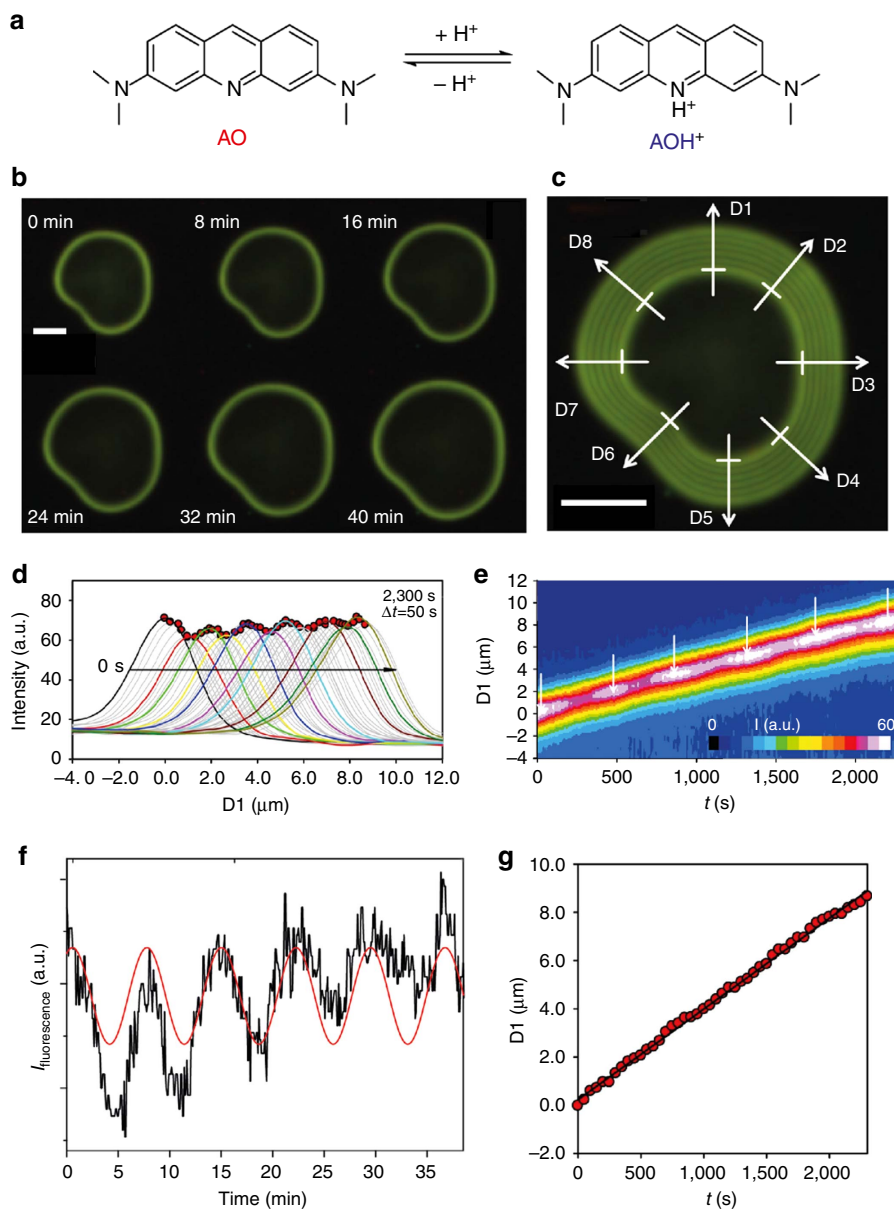 a
+ H⁺
– H⁺
N
N
N
AO
N
N
H⁺
N
AOH⁺
b
0 min
8 min
16 min
24 min
32 min
40 min
c
D1
D2
D3
D4
D5
D6
D7
D8
d
80
60
40
20
0
Intensity (a.u.)
2,300 s
Δt=50 s
0 s
–4.0
–2.0
0.0
2.0
4.0
6.0
8.0
10.0
12.0
D1 (μm)
e
12
10
8
6
4
2
0
–2
–4
D1 (μm)
0
I (a.u.)
60
0
500
1,000
1,500
2,000
t (s)
f
Ifluorescence (a.u.)
0
5
10
15
20
25
30
35
Time (min)
g
10.0
8.0
6.0
4.0
2.0
0.0
–2.0
D1 (μm)
0
500
1,000
1,500
2,000
t (s)